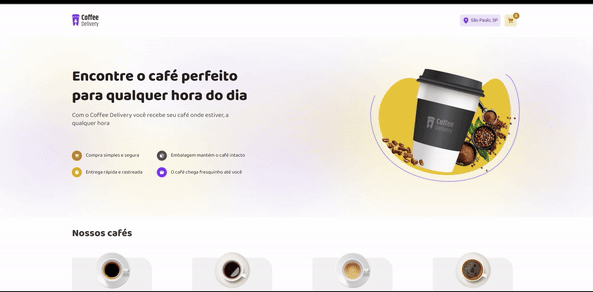 Coffee
Delivery
São Paulo, SP
0
Encontre o café perfeito
para qualquer hora do dia
Com o Coffee Delivery você recebe seu café onde estiver, a
qualquer hora
Compra simples e segura
Embalagem mantém o café intacto
Entrega rápida e rastreada
O café chega fresquinho até você
Coffee
Delivery
Nossos cafés